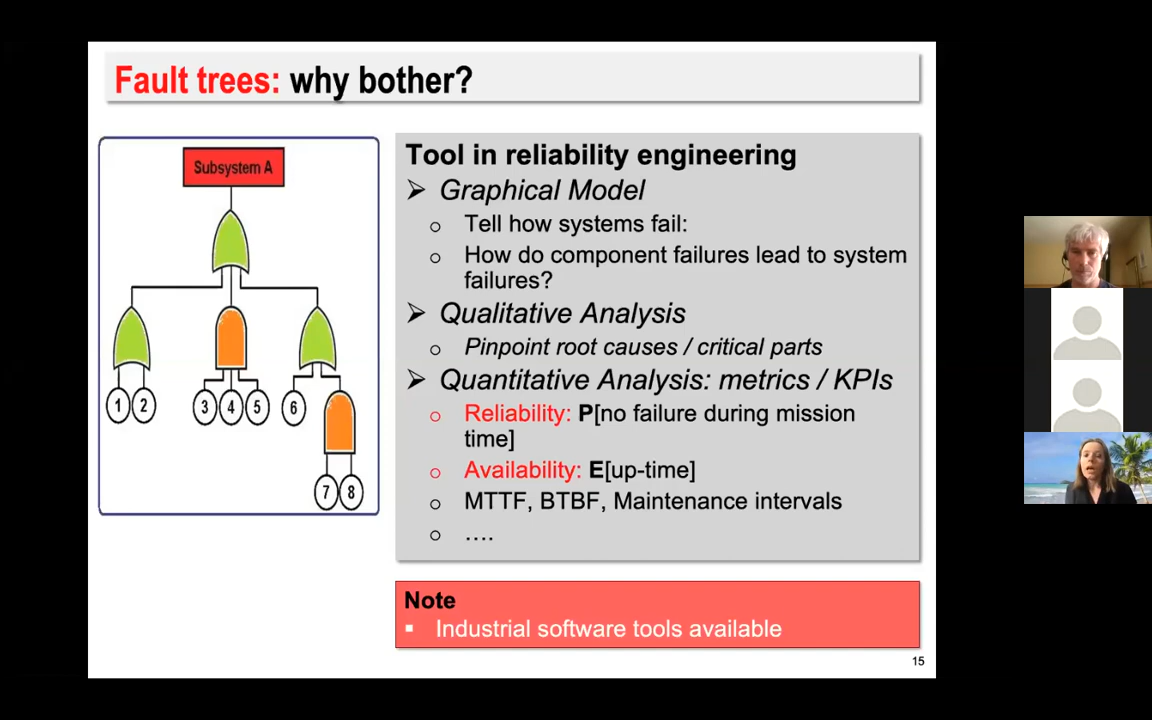 Fault trees: why bother?
Subsystem A
1 2 3 4 5 6
7 8
Tool in reliability engineering
➢ Graphical Model
o Tell how systems fail:
o How do component failures lead to system
failures?
➢ Qualitative Analysis
o Pinpoint root causes / critical parts
➢ Quantitative Analysis: metrics / KPIs
o Reliability: P[no failure during mission
time]
o Availability: E[up-time]
o MTTF, BTBF, Maintenance intervals
o ….
Note
▪ Industrial software tools available
15